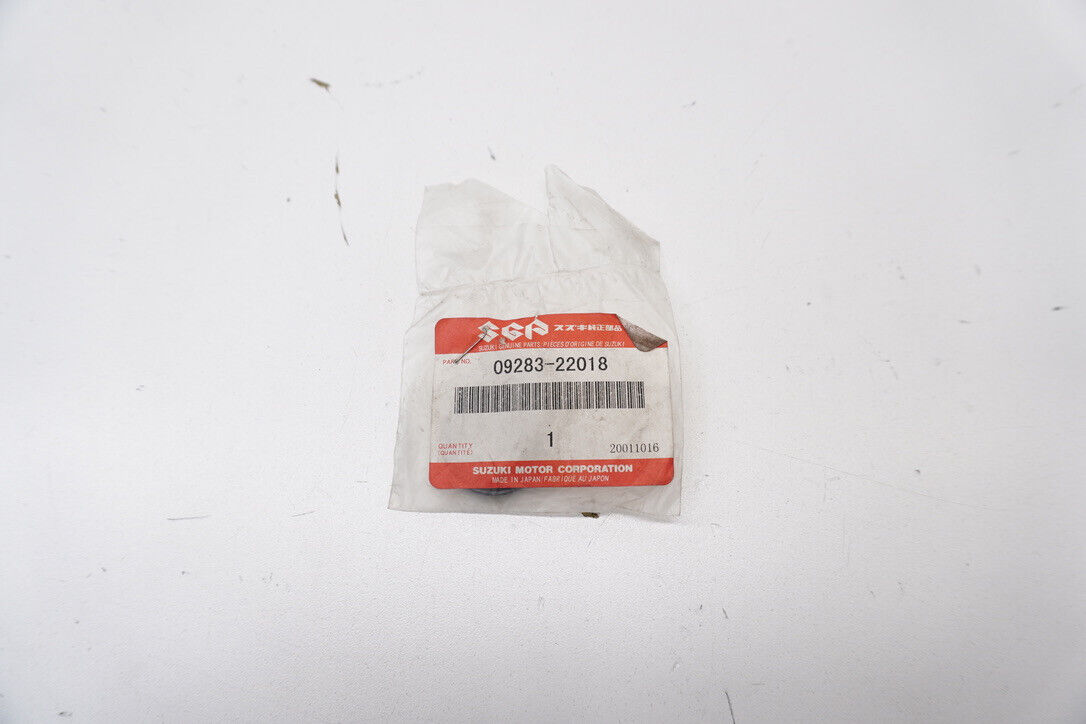 SGP スズキ純正部品
SUZUKI GENUINE PARTS/PIECES D'ORIGINE DE SUZUKI
PART NO. 09283-22018
QUANTITY
(QUANTITE)
1
20011016
SUZUKI MOTOR CORPORATION
MADE IN JAPAN/FABRIQUE AU JAPON